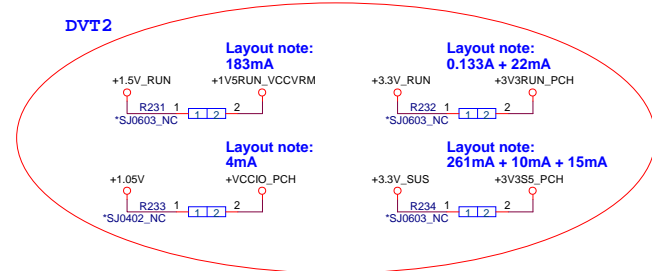 DVT2
Layout note:
183mA
+1.5V_RUN
+1V5RUN_VCCVRM
R231 1
1 2
2
*SJ0603_NC
Layout note:
0.133A + 22mA
+3.3V_RUN
+3V3RUN_PCH
R232 1
1 2
2
*SJ0603_NC
Layout note:
4mA
+1.05V
+VCCIO_PCH
R233 1
1 2
2
*SJ0402_NC
Layout note:
261mA + 10mA + 15mA
+3.3V_SUS
+3V3S5_PCH
R234 1
1 2
2
*SJ0603_NC